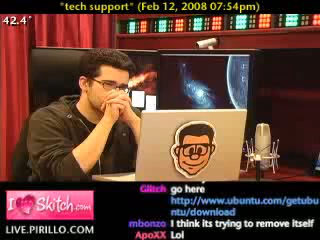 "tech support" (Feb 12, 2008 07:54pm)
42.4°
Glitch go here
http://www.ubuntu.com/getubu
ntu/download
mbonzo I think its trying to remove itself
ApoXX Lol
I Skitch.com
LIVE.PIRILLO.COM